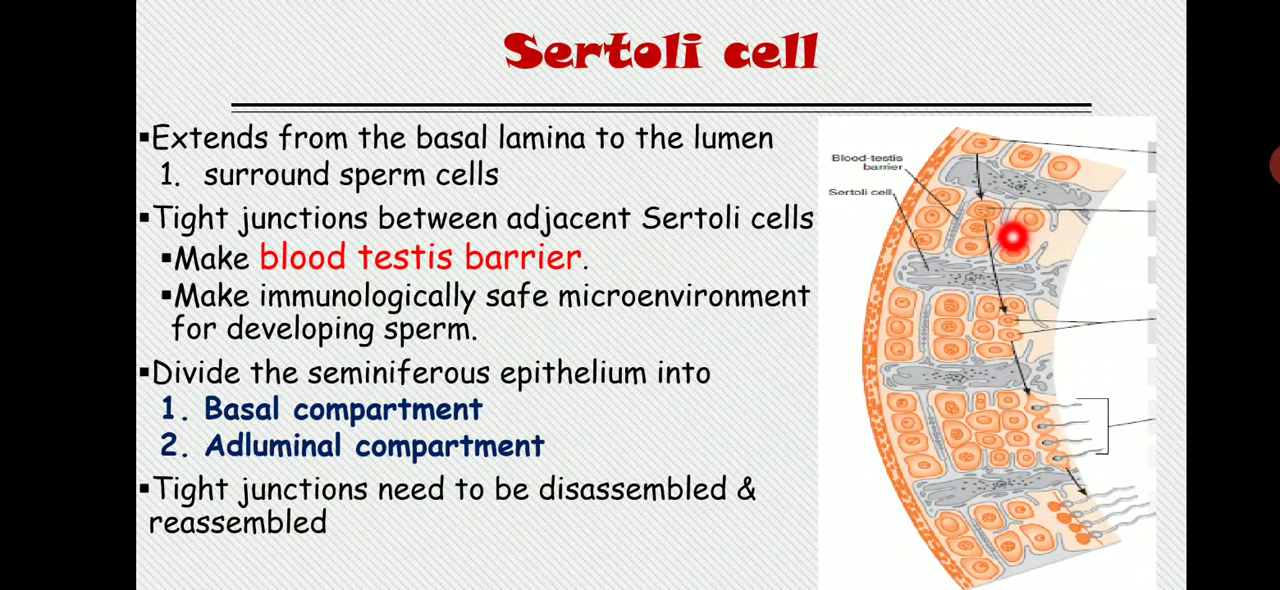 Sertoli cell
▪Extends from the basal lamina to the lumen
1. surround sperm cells
▪Tight junctions between adjacent Sertoli cells
▪Make blood testis barrier.
▪Make immunologically safe microenvironment
for developing sperm.
▪Divide the seminiferous epithelium into
1. Basal compartment
2. Adluminal compartment
▪Tight junctions need to be disassembled &
reassembled
Blood-testis
barrier
Sertoli cell